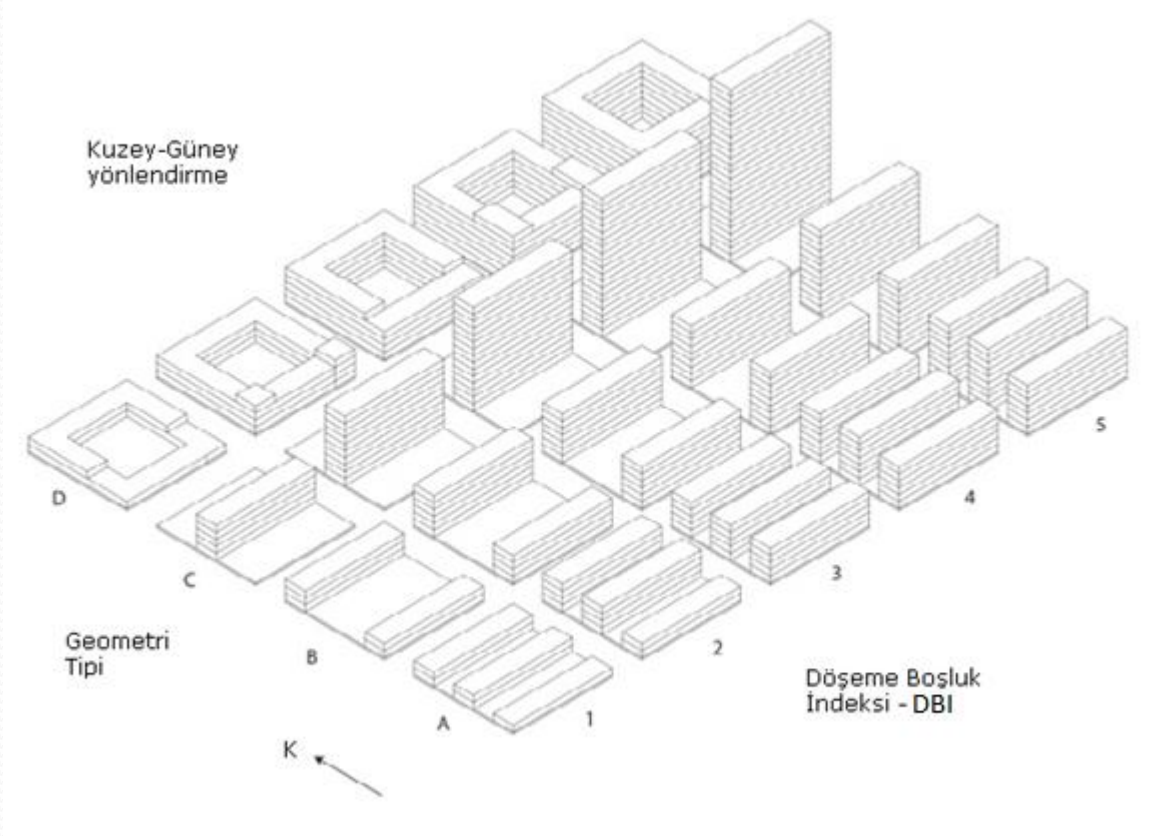 Kuzey-Güney
yönlendirme
5
D
4
C
3
Geometri
Tipi
B
2
Döşeme Boşluk
İndeksi - DBI
A
1
K